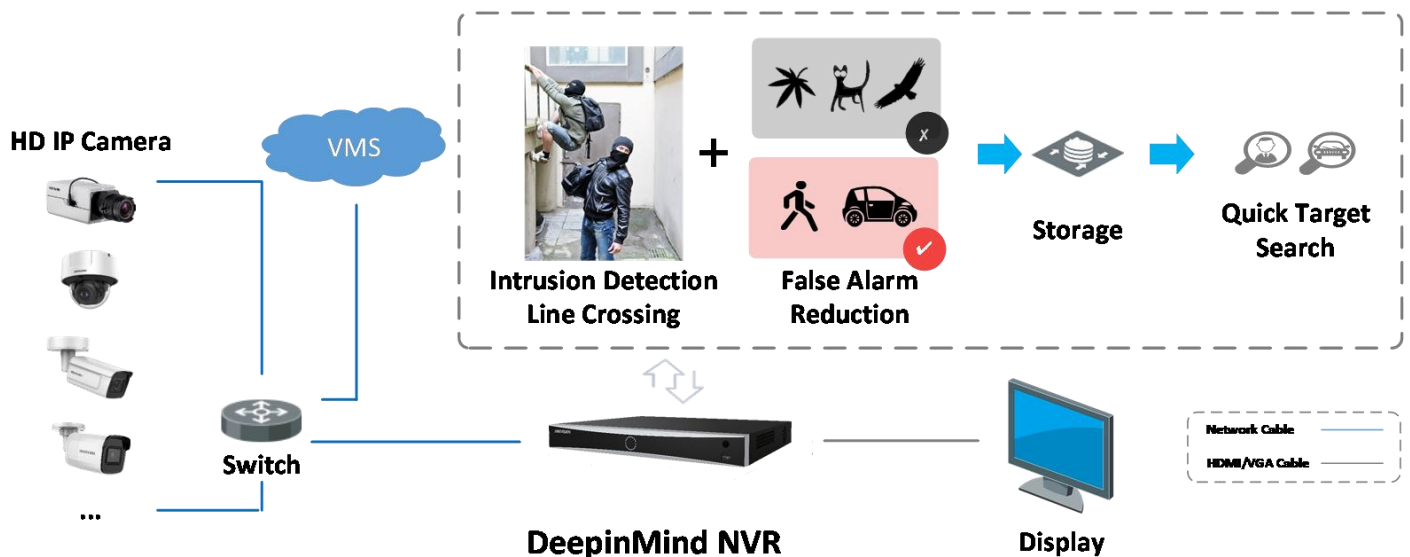 HD IP Camera
VMS
Intrusion Detection
Line Crossing
+
False Alarm
Reduction
Storage
Quick Target
Search
Switch
...
DeepinMind NVR
Display
Network Cable
HDMI/VGA Cable